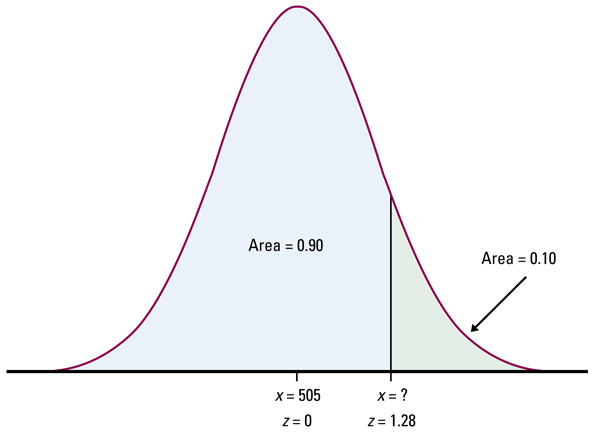 Area = 0.90
Area = 0.10
x = 505
z = 0
x = ?
z = 1.28